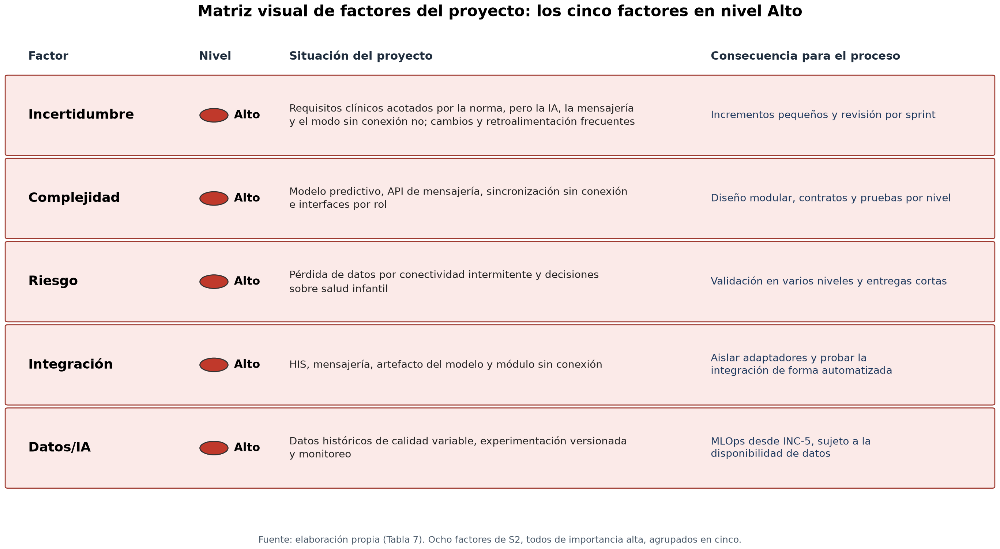 Matriz visual de factores del proyecto: los cinco factores en nivel Alto
Factor
Nivel
Situación del proyecto
Consecuencia para el proceso
Incertidumbre
Alto
Requisitos clínicos acotados por la norma, pero la IA, la mensajería
y el modo sin conexión no; cambios y retroalimentación frecuentes
Incrementos pequeños y revisión por sprint
Complejidad
Alto
Modelo predictivo, API de mensajería, sincronización sin conexión
e interfaces por rol
Diseño modular, contratos y pruebas por nivel
Riesgo
Alto
Pérdida de datos por conectividad intermitente y decisiones
sobre salud infantil
Validación en varios niveles y entregas cortas
Integración
Alto
HIS, mensajería, artefacto del modelo y módulo sin conexión
Aislar adaptadores y probar la
integración de forma automatizada
Datos/IA
Alto
Datos históricos de calidad variable, experimentación versionada
y monitoreo
MLOps desde INC-5, sujeto a la
disponibilidad de datos
Fuente: elaboración propia (Tabla 7). Ocho factores de S2, todos de importancia alta, agrupados en cinco.